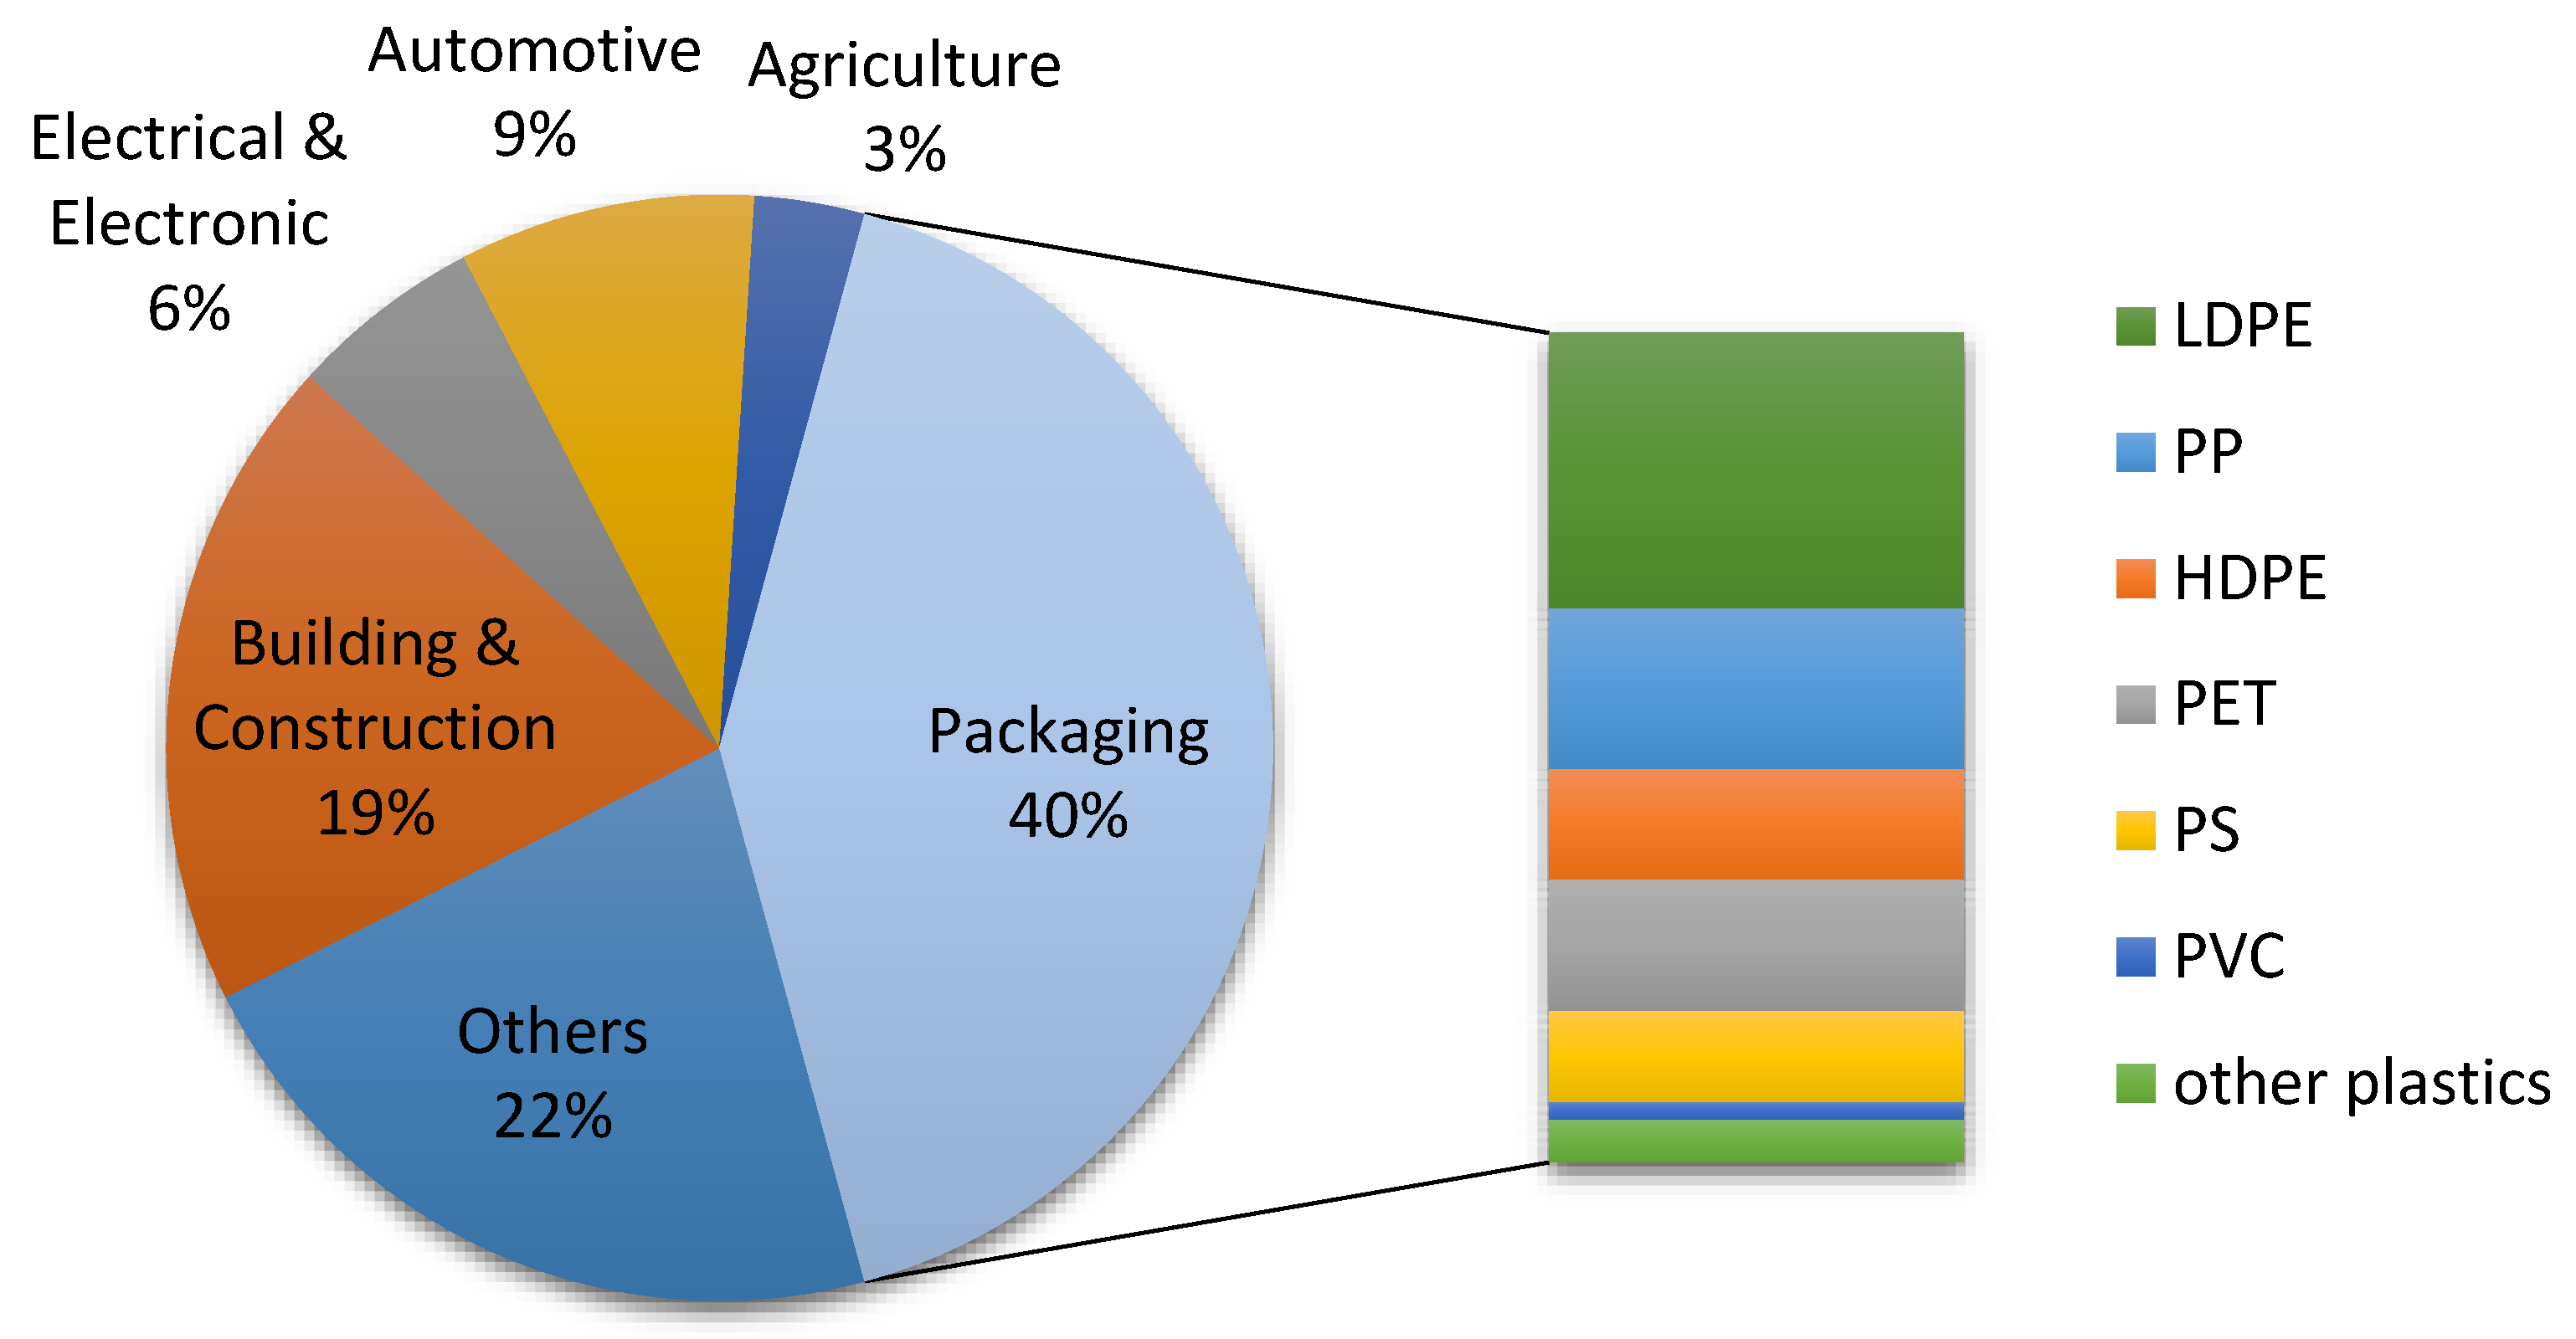 Automotive
9%
Agriculture
3%
Electrical &
Electronic
6%
Building &
Construction
19%
Others
22%
Packaging
40%
LDPE
PP
HDPE
PET
PS
PVC
other plastics